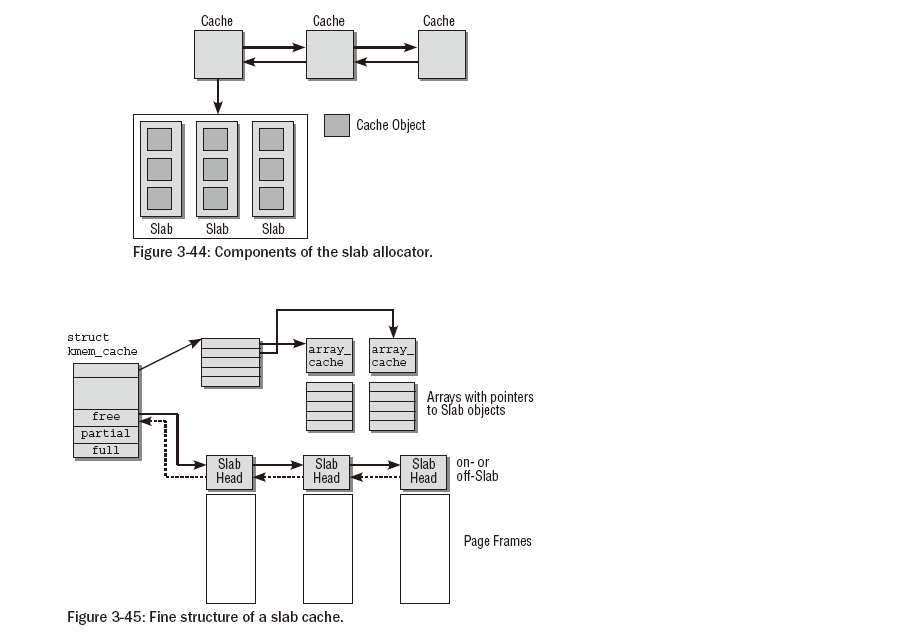 Cache Cache Cache
Cache Object
Slab Slab Slab
Figure 3-44: Components of the slab allocator.
struct
kmem_cache
array_ array_
cache cache
Arrays with pointers
to Slab objects
free
partial
full
Slab Slab Slab
Head Head Head
on- or
off-Slab
Page Frames
Figure 3-45: Fine structure of a slab cache.